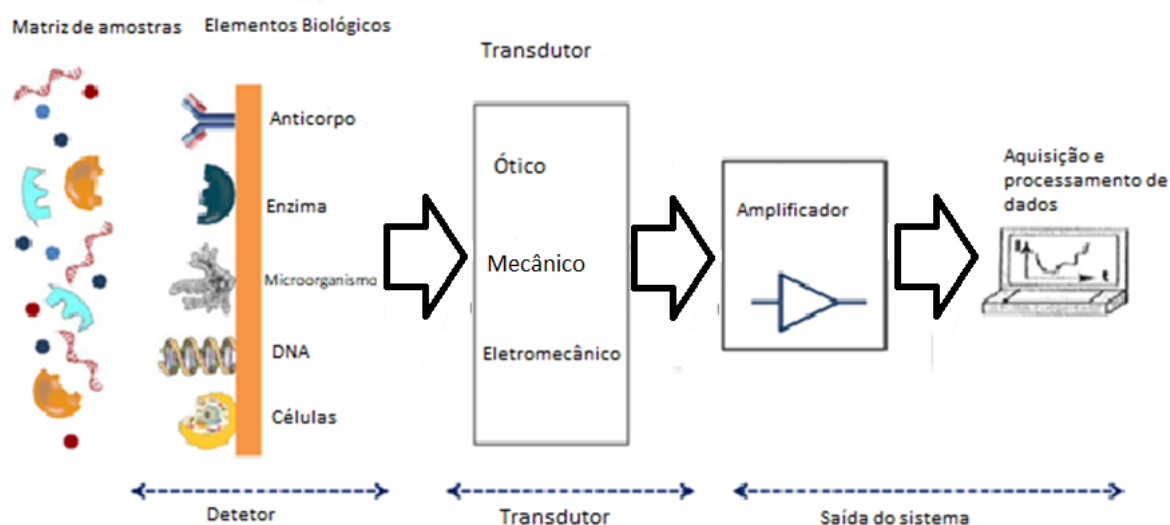 Matriz de amostras
Elementos Biológicos
Transdutor
Anticorpo
Enzima
Microorganismo
DNA
Células
Ótico
Mecânico
Eletromecânico
Amplificador
Aquisição e
processamento de
dados
Detetor
Transdutor
Saída do sistema